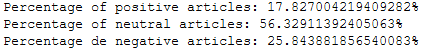 Percentage of positive articles: 17.827004219409282%
Percentage of neutral articles: 56.32911392405063%
Percentage de negative articles: 25.843881856540083%